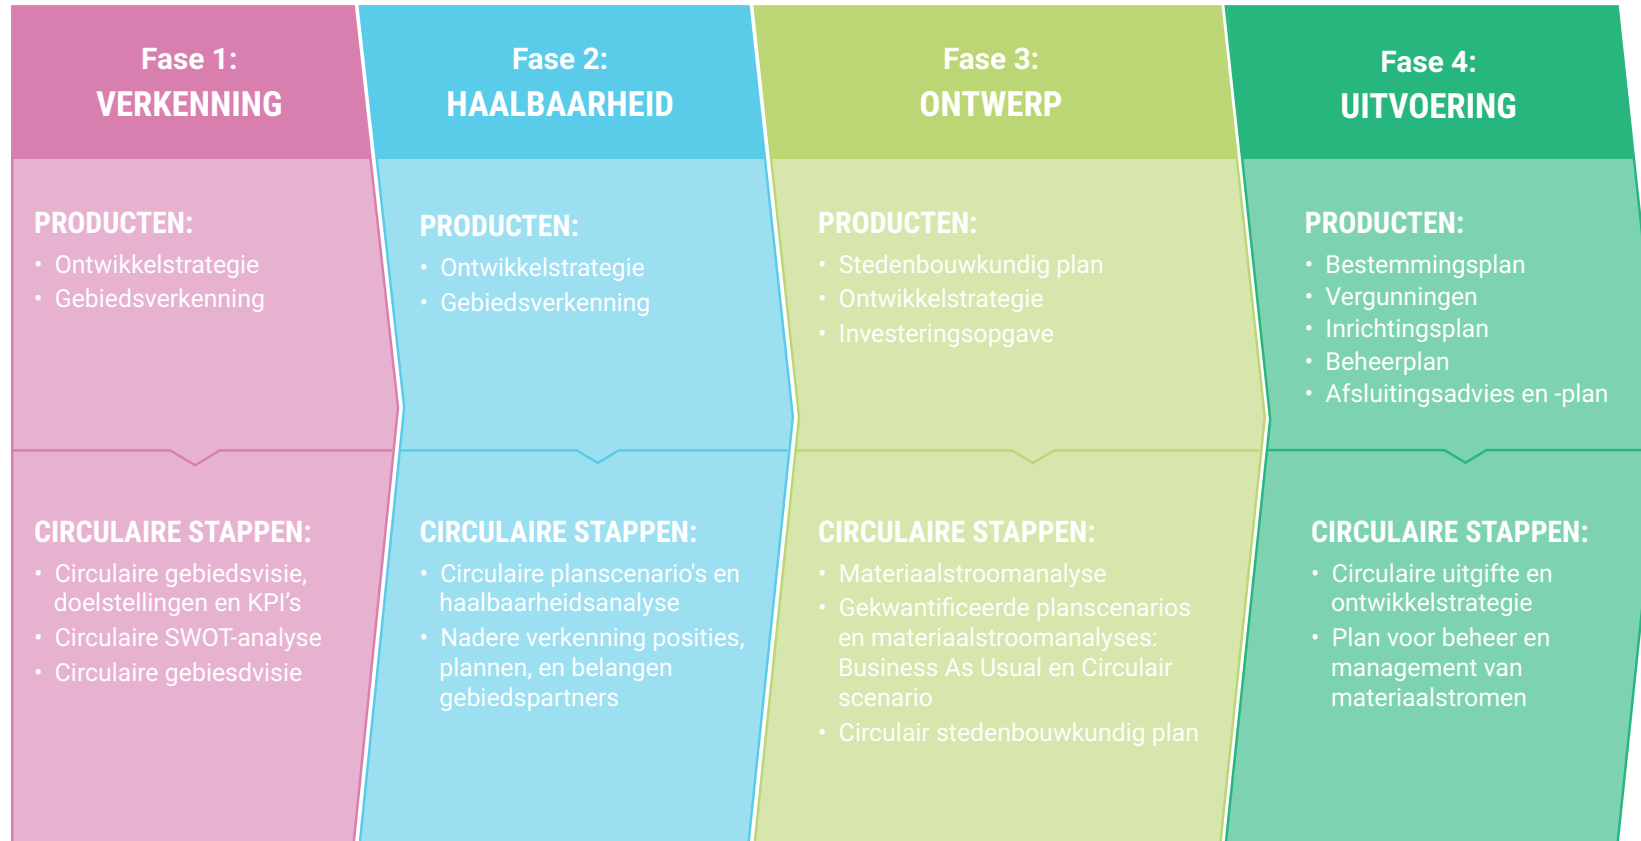 Fase 1:
VERKENNING
PRODUCTEN:
• Ontwikkelstrategie
• Gebiedsverkenning
CIRCULAIRE STAPPEN:
• Circulaire gebiedsvisie,
doelstellingen en KPI’s
• Circulaire SWOT-analyse
• Circulaire gebiesdvisie
Fase 2:
HAALBAARHEID
PRODUCTEN:
• Ontwikkelstrategie
• Gebiedsverkenning
CIRCULAIRE STAPPEN:
• Circulaire planscenario's en
haalbaarheidsanalyse
• Nadere verkenning posities,
plannen, en belangen
gebiedspartners
Fase 3:
ONTWERP
PRODUCTEN:
• Stedenbouwkundig plan
• Ontwikkelstrategie
• Investeringsopgave
CIRCULAIRE STAPPEN:
• Materiaalstroomanalyse
• Gekwantificeerde planscenarios
en materiaalstroomanalyses:
Business As Usual en Circulair
scenario
• Circulair stedenbouwkundig plan
Fase 4:
UITVOERING
PRODUCTEN:
• Bestemmingsplan
• Vergunningen
• Inrichtingsplan
• Beheerplan
• Afsluitingsadvies en -plan
CIRCULAIRE STAPPEN:
• Circulaire uitgifte en
ontwikkelstrategie
• Plan voor beheer en
management van
materiaalstromen